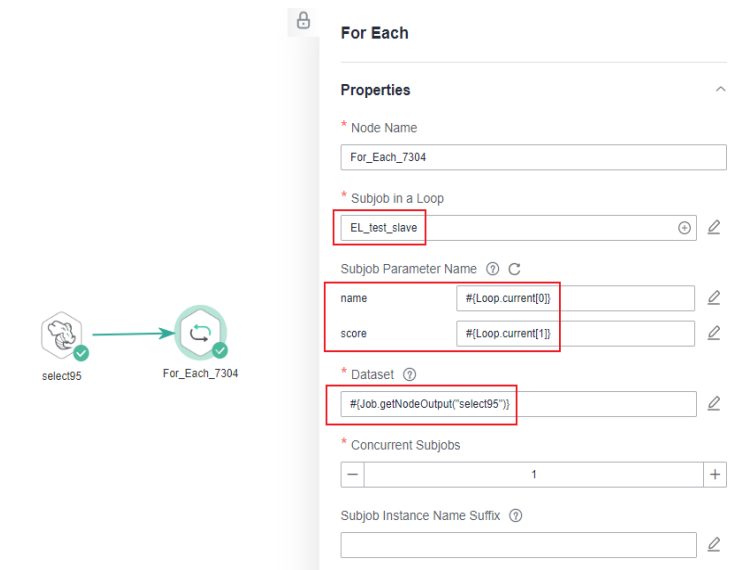 For Each
Properties
* Node Name
For_Each_7304
* Subjob in a Loop
EL_test_slave
Subjob Parameter Name
name #{Loop.current[0]}
score #{Loop.current[1]}
* Dataset
#{Job.getNodeOutput("select95")}
* Concurrent Subjobs
1
Subjob Instance Name Suffix
select95
For_Each_7304